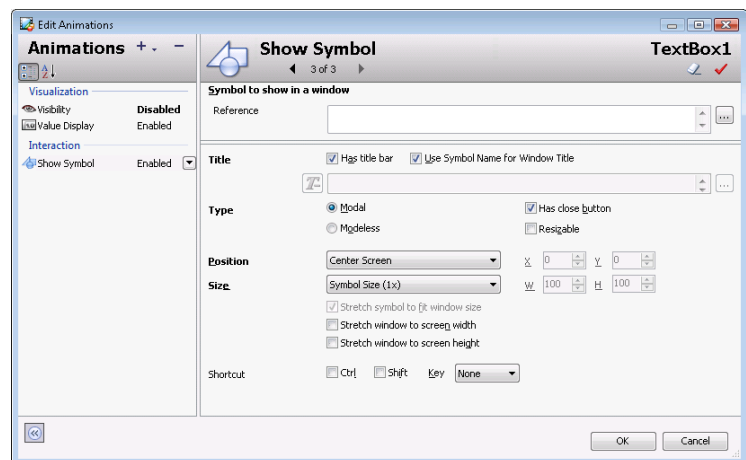 Edit Animations
Animations + -
Show Symbol
TextBox1
3 of 3
Visualization
Visibility Disabled
Value Display Enabled
Interaction
Show Symbol Enabled
Symbol to show in a window
Reference
Title Has title bar Use Symbol Name for Window Title
T
Type Modal Has close button
Modeless Resizable
Position Center Screen X 0 Y 0
Size Symbol Size (1x) W 100 H 100
Stretch symbol to fit window size
Stretch window to screen width
Stretch window to screen height
Shortcut Ctrl Shift Key None
OK Cancel